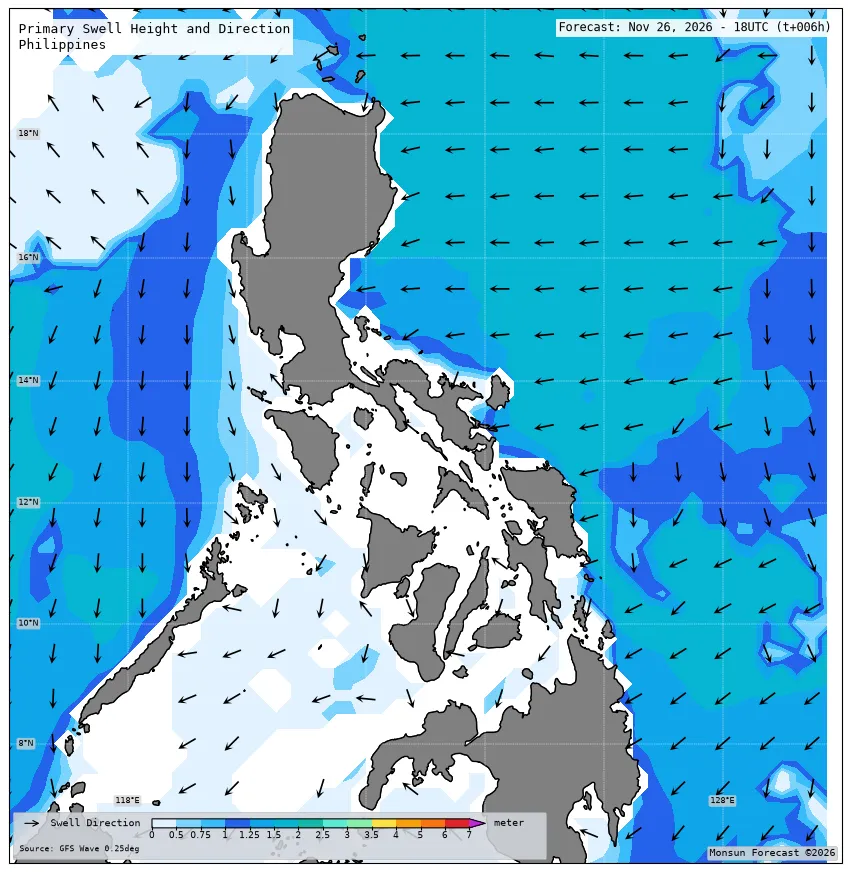 Primary Swell Height and Direction
Philippines
Forecast: Nov 26, 2026 - 18UTC (t+006h)
18°N
16°N
14°N
12°N
10°N
8°N
118°E
128°E
Swell Direction
meter
0 0.5 0.75 1 1.25 1.5 2 2.5 3 3.5 4 5 6 7
Source: GFS Wave 0.25deg
Monsun Forecast ©2026